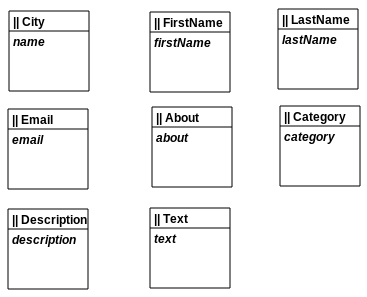 || City
name
|| FirstName
firstName
|| LastName
lastName
|| Email
email
|| About
about
|| Category
category
|| Description
description
|| Text
text